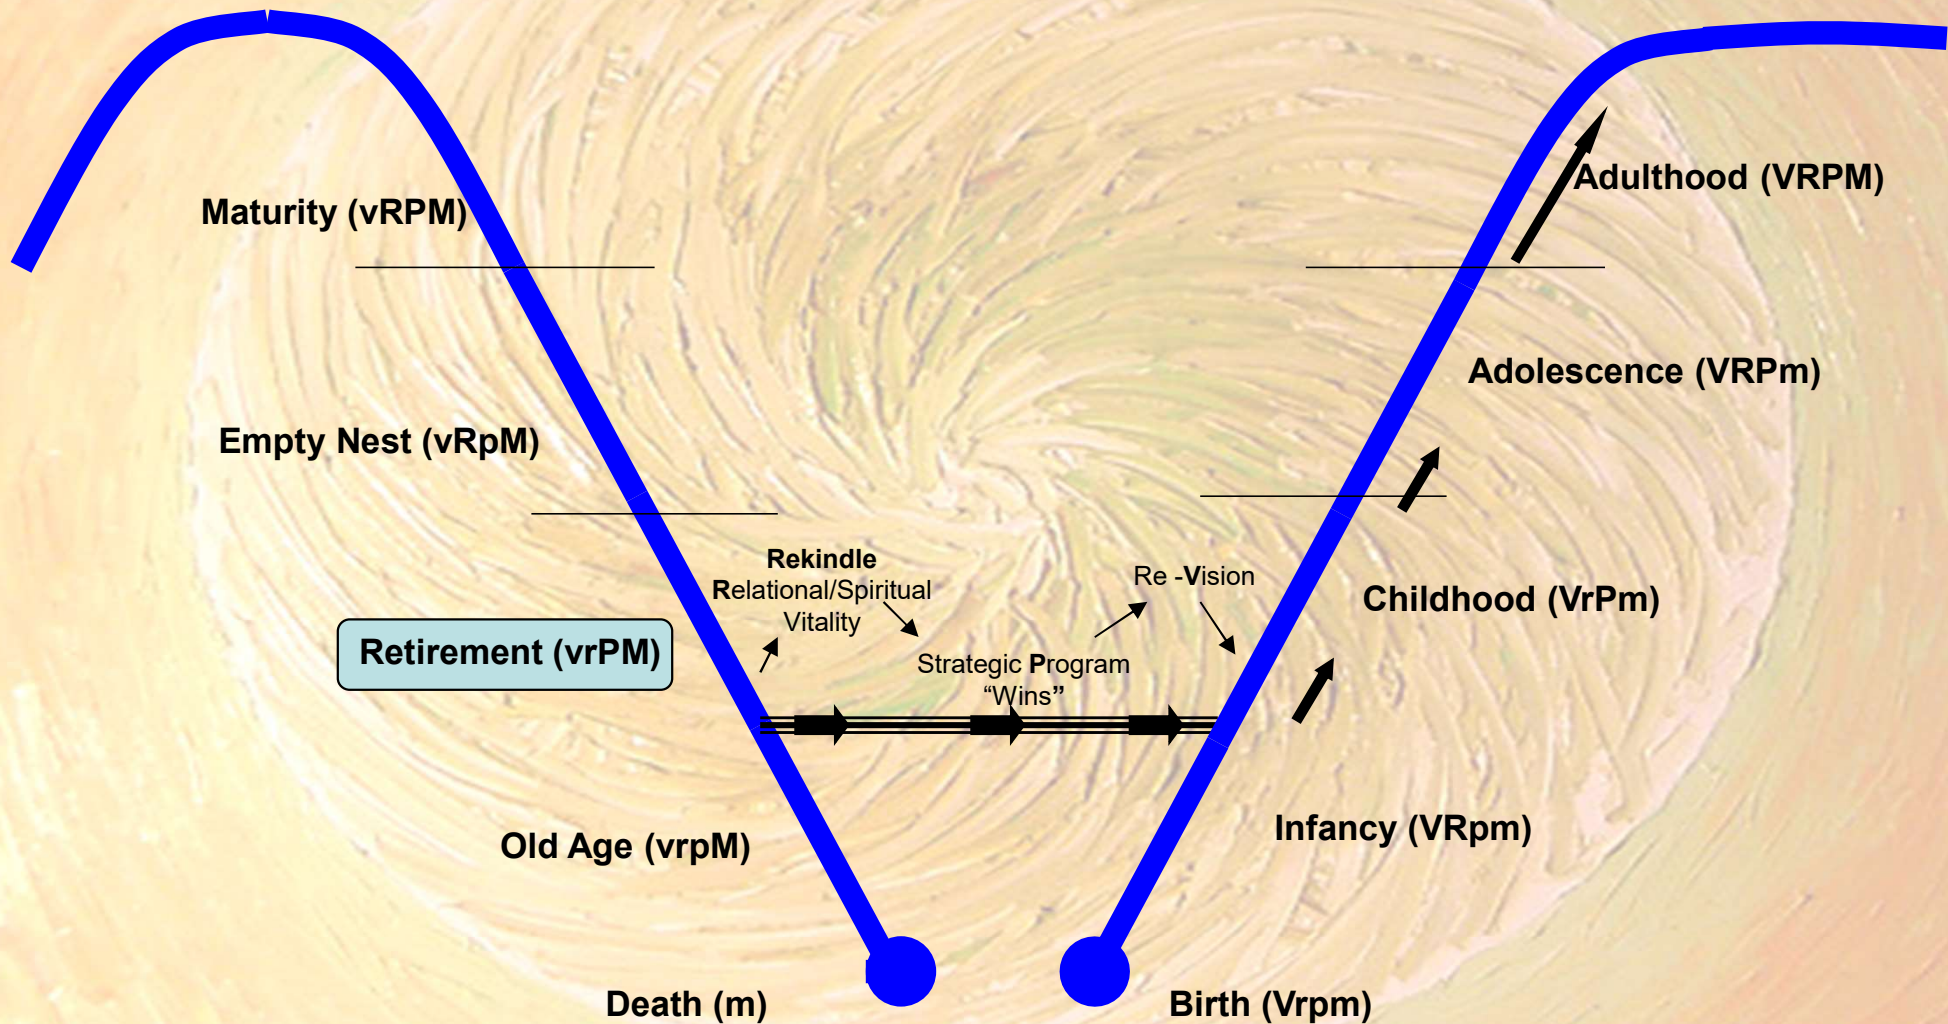 Maturity (vRPM)
Empty Nest (vRpM)
Retirement (vrPM)
Old Age (vrpM)
Death (m)
Rekindle
Relational/Spiritual
Vitality
Strategic Program
“Wins”
Re -Vision
Adulthood (VRPM)
Adolescence (VRPm)
Childhood (VrPm)
Infancy (VRpm)
Birth (Vrpm)